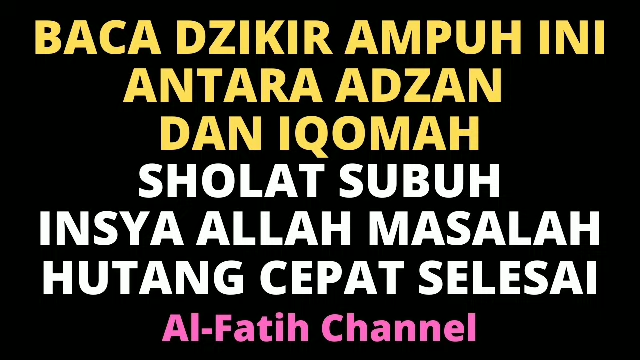 BACA DZIKIR AMPUH INI
ANTARA ADZAN
DAN IQOMAH
SHOLAT SUBUH
INSYA ALLAH MASALAH
HUTANG CEPAT SELESAI
Al-Fatih Channel